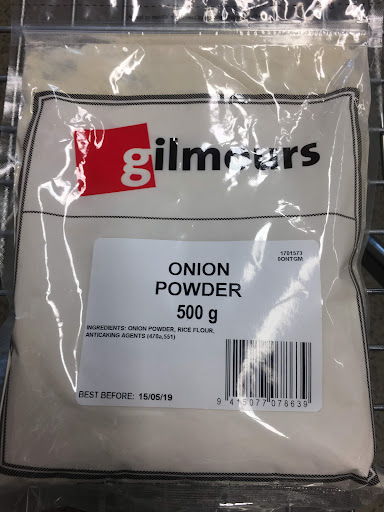 gilmours
1701573
0ONTGM
ONION
POWDER
500 g
INGREDIENTS: ONION POWDER, RICE FLOUR,
ANTICAKING AGENTS (470a,551)
BEST BEFORE: 15/05/19
9 415077 078639